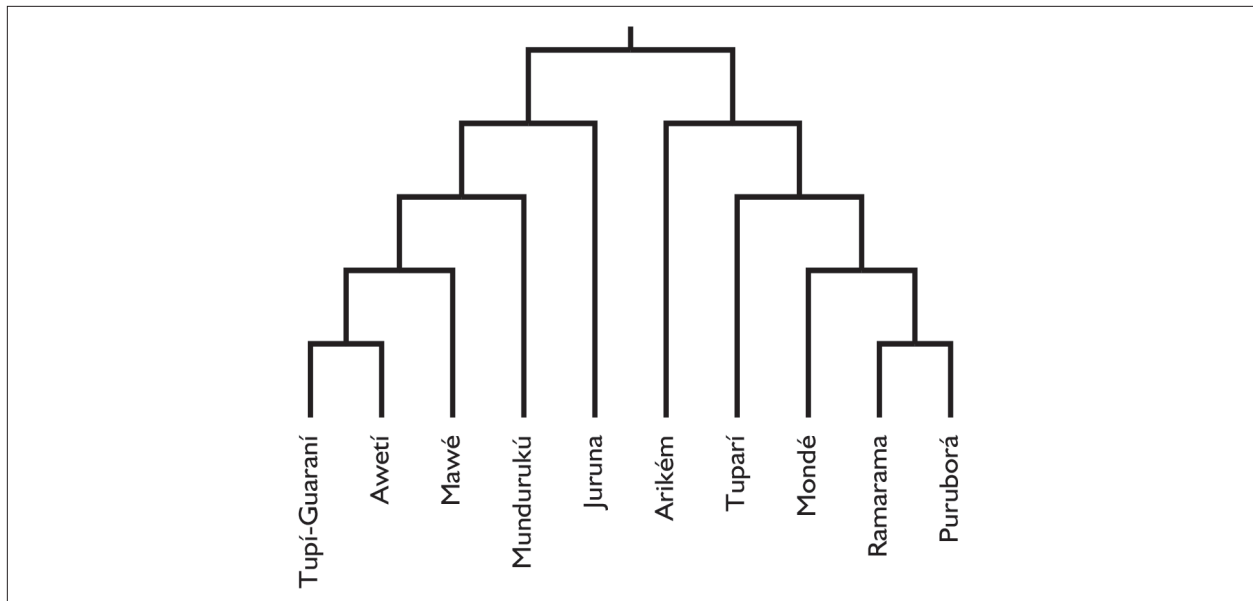 Tupí-Guaraní
Awetí
Mawé
Mundurukú
Juruna
Arikém
Tuparí
Mondé
Ramarama
Puruborá